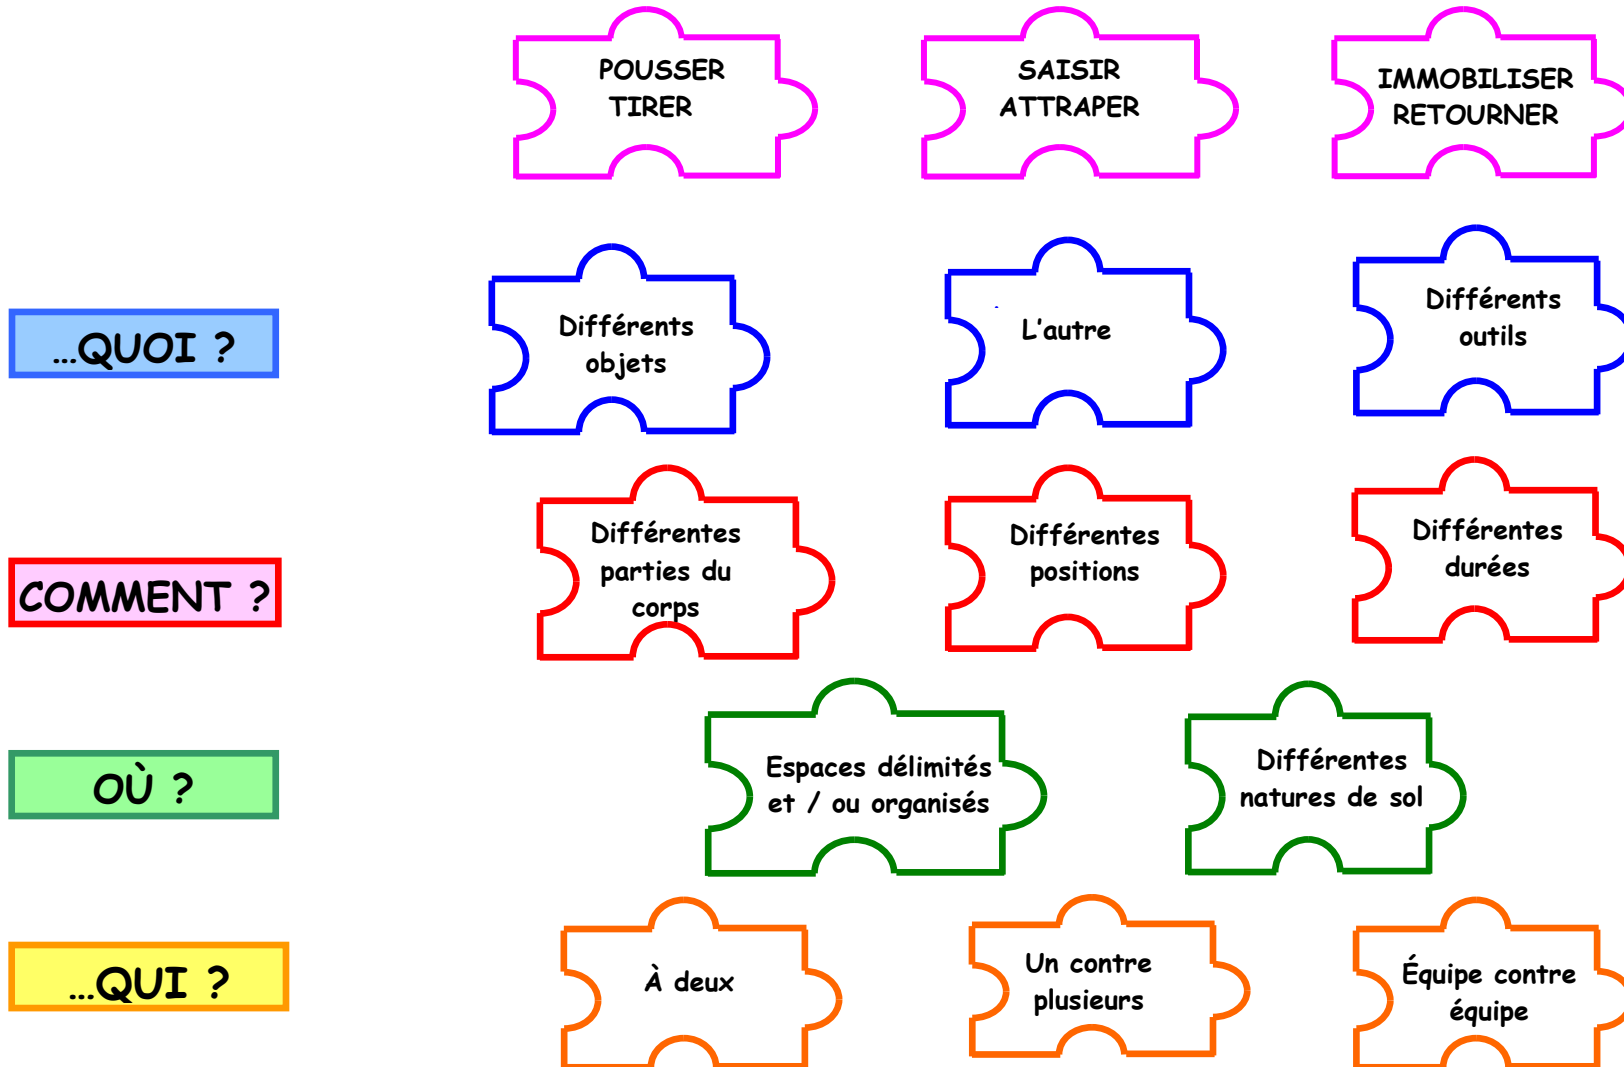 POUSSER
TIRER
SAISIR
ATTRAPER
IMMOBILISER
RETOURNER
...QUOI ?
Différents
objets
L'autre
Différents
outils
COMMENT ?
Différentes
parties du
corps
Différentes
positions
Différentes
durées
OÙ ?
Espaces délimités
et / ou organisés
Différentes
natures de sol
...QUI ?
À deux
Un contre
plusieurs
Équipe contre
équipe